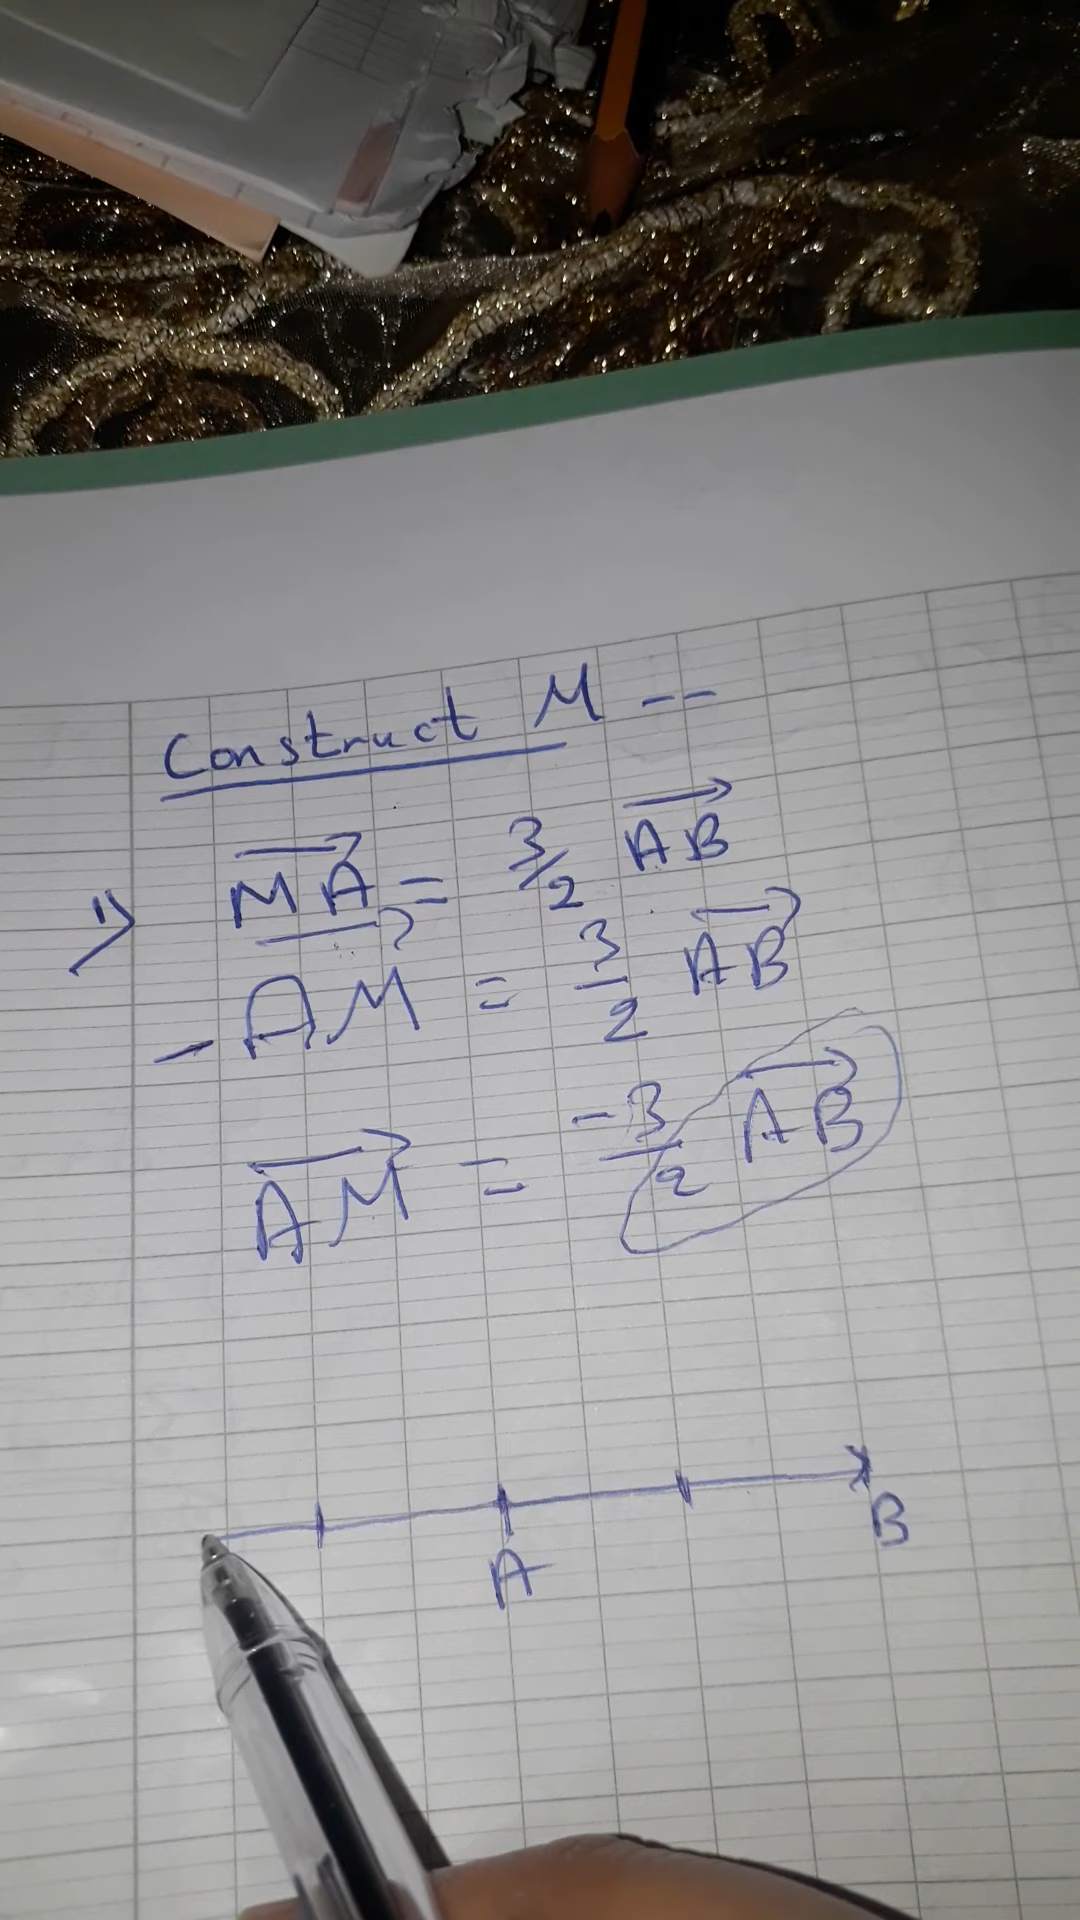 Construct M --
1) MA = 3/2 AB
- AM = 3/2 AB
AM = -3/2 AB
A B